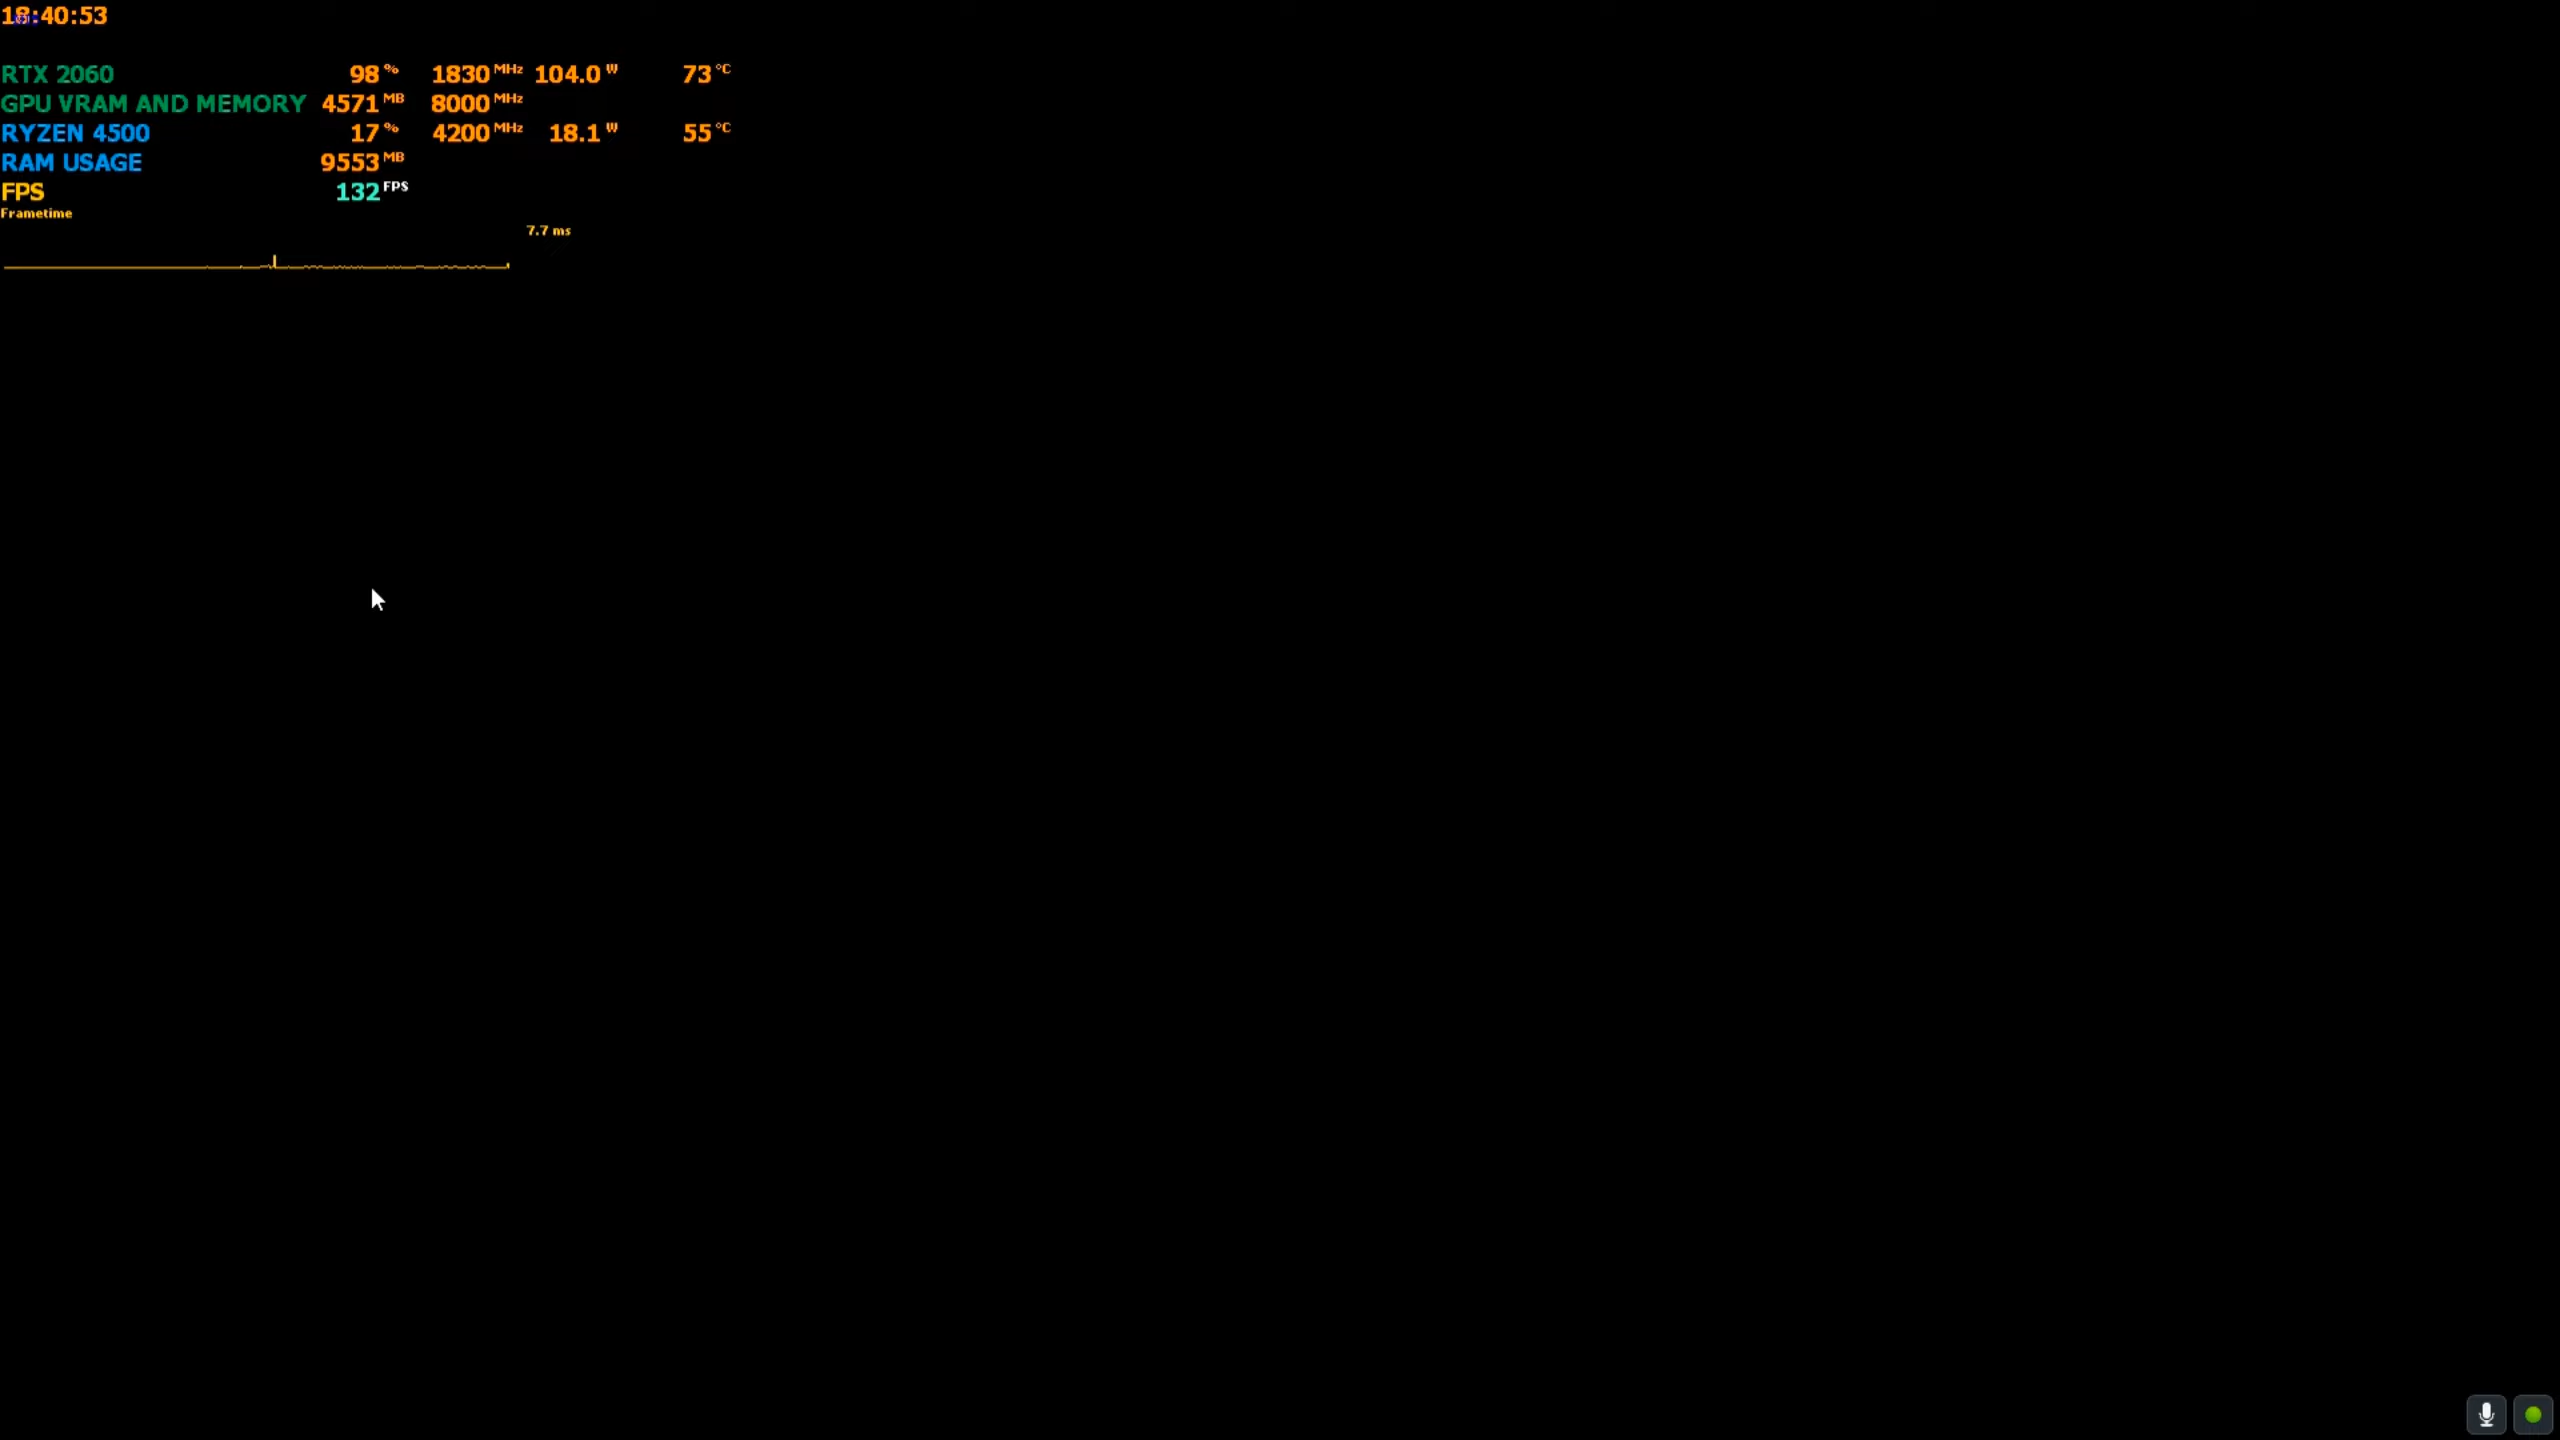 18:40:53
RTX 2060 98 % 1830 MHz 104.0 W 73 °C
GPU VRAM AND MEMORY 4571 MB 8000 MHz
RYZEN 4500 17 % 4200 MHz 18.1 W 55 °C
RAM USAGE 9553 MB
FPS 132 FPS
Frametime
7.7 ms